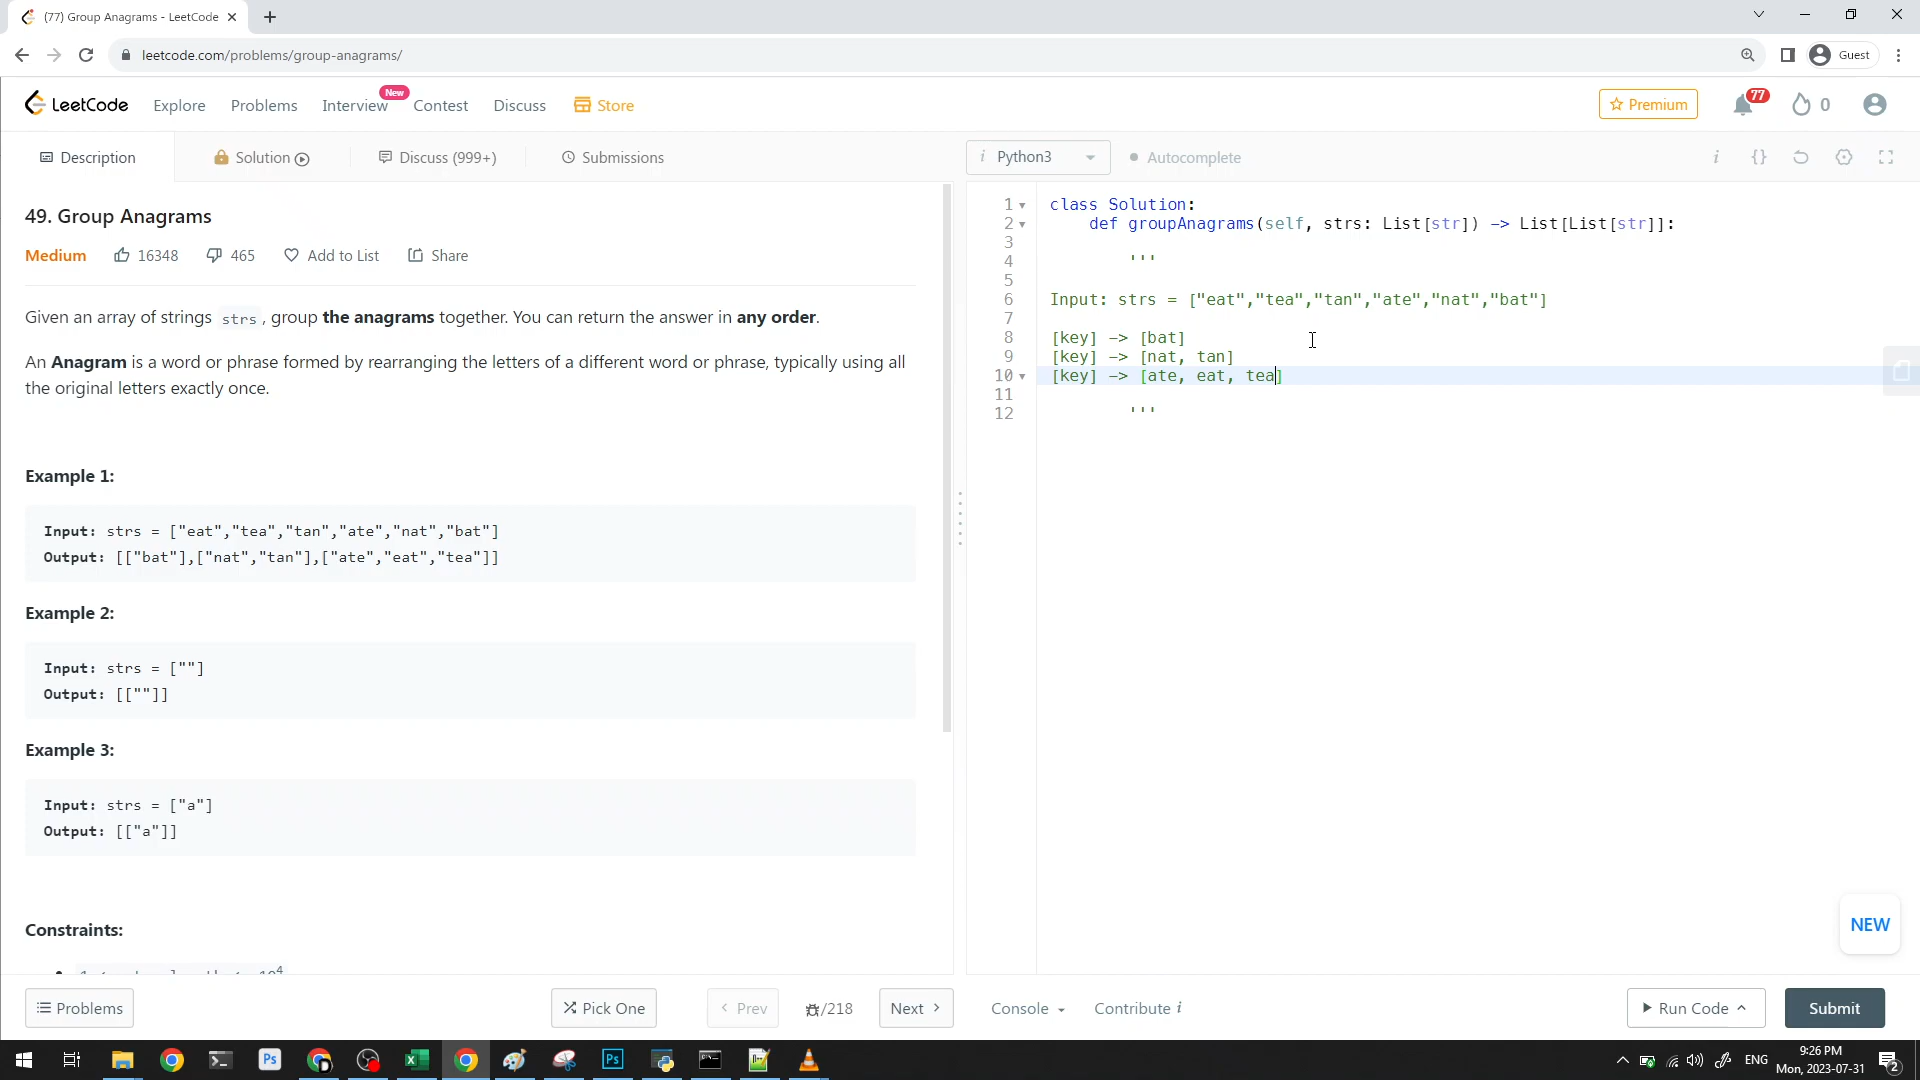 (77) Group Anagrams - LeetCode
leetcode.com/problems/group-anagrams/
Guest
LeetCode Explore Problems Interview New Contest Discuss Store
Premium 77 0
Description Solution Discuss (999+) Submissions
49. Group Anagrams
Medium 16348 465 Add to List Share
Given an array of strings strs, group the anagrams together. You can return the answer in any order.
An Anagram is a word or phrase formed by rearranging the letters of a different word or phrase, typically using all
the original letters exactly once.
Example 1:
Input: strs = ["eat","tea","tan","ate","nat","bat"]
Output: [["bat"],["nat","tan"],["ate","eat","tea"]]
Example 2:
Input: strs = [""]
Output: [[""]]
Example 3:
Input: strs = ["a"]
Output: [["a"]]
Constraints:
i Python3 Autocomplete i {}
1 class Solution:
2 def groupAnagrams(self, strs: List[str]) -> List[List[str]]:
3
4 '''
5
6 Input: strs = ["eat","tea","tan","ate","nat","bat"]
7
8 [key] -> [bat]
9 [key] -> [nat, tan]
10 [key] -> [ate, eat, tea]
11
12 '''
NEW
Problems Pick One < Prev /218 Next > Console Contribute i Run Code Submit
Ps Ps ENG 9:26 PM
Mon, 2023-07-31 2